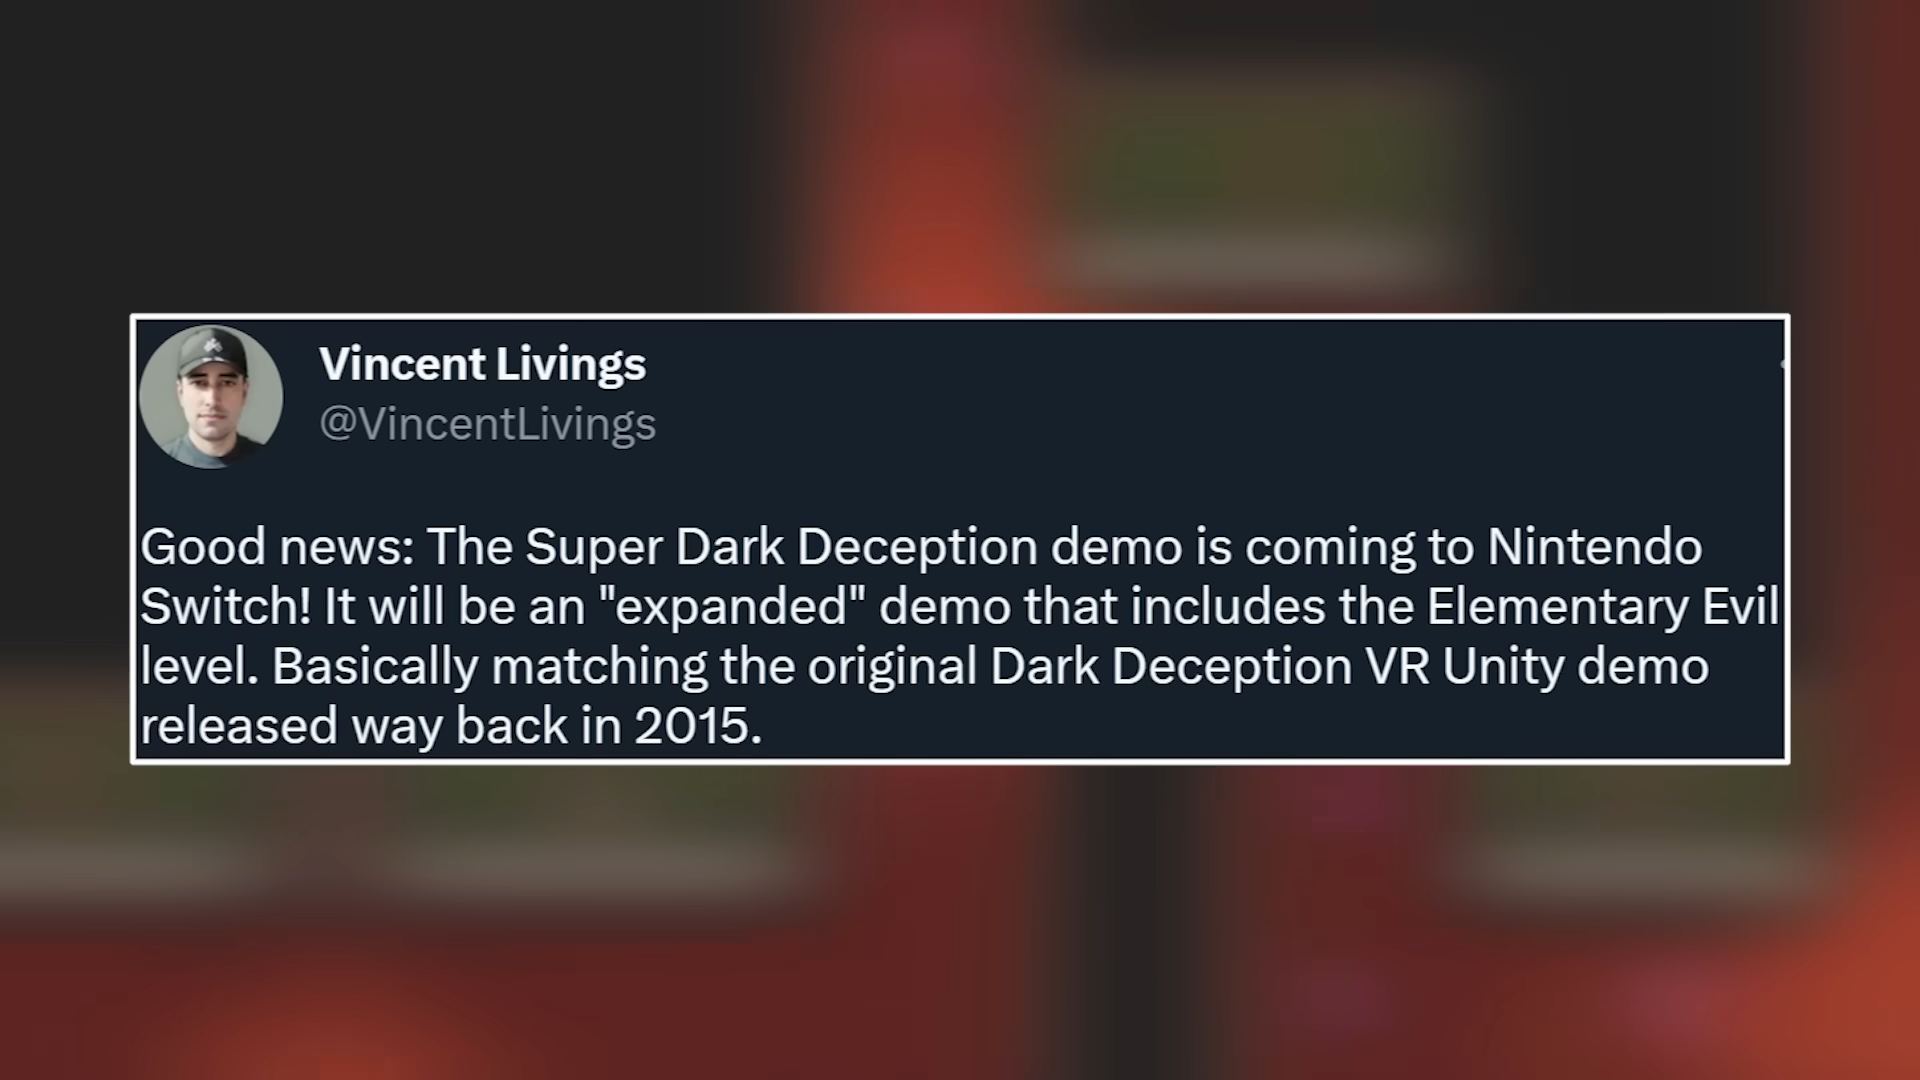 Vincent Livings
@VincentLivings
Good news: The Super Dark Deception demo is coming to Nintendo
Switch! It will be an "expanded" demo that includes the Elementary Evil
level. Basically matching the original Dark Deception VR Unity demo
released way back in 2015.